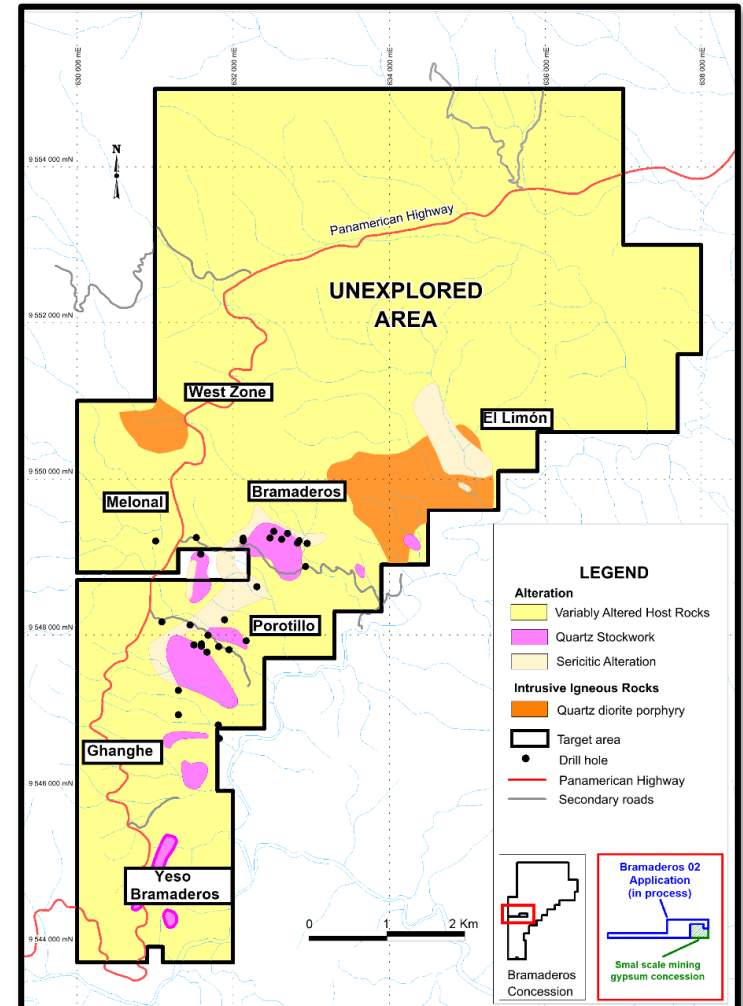 630 000 mE
632 000 mE
634 000 mE
636 000 mE
638 000 mE
N
9 554 000 mN
Panamerican Highway
UNEXPLORED
AREA
9 552 000 mN
West Zone
El Limón
9 550 000 mN
Melonal
Bramaderos
9 548 000 mN
Porotillo
Ghanghe
9 546 000 mN
Yeso
Bramaderos
9 544 000 mN
0 1 2 Km
LEGEND
Alteration
Variably Altered Host Rocks
Quartz Stockwork
Sericitic Alteration
Intrusive Igneous Rocks
Quartz diorite porphyry
Target area
Drill hole
Panamerican Highway
Secondary roads
Bramaderos
Concession
Bramaderos 02
Application
(in process)
Smal scale mining
gypsum concession